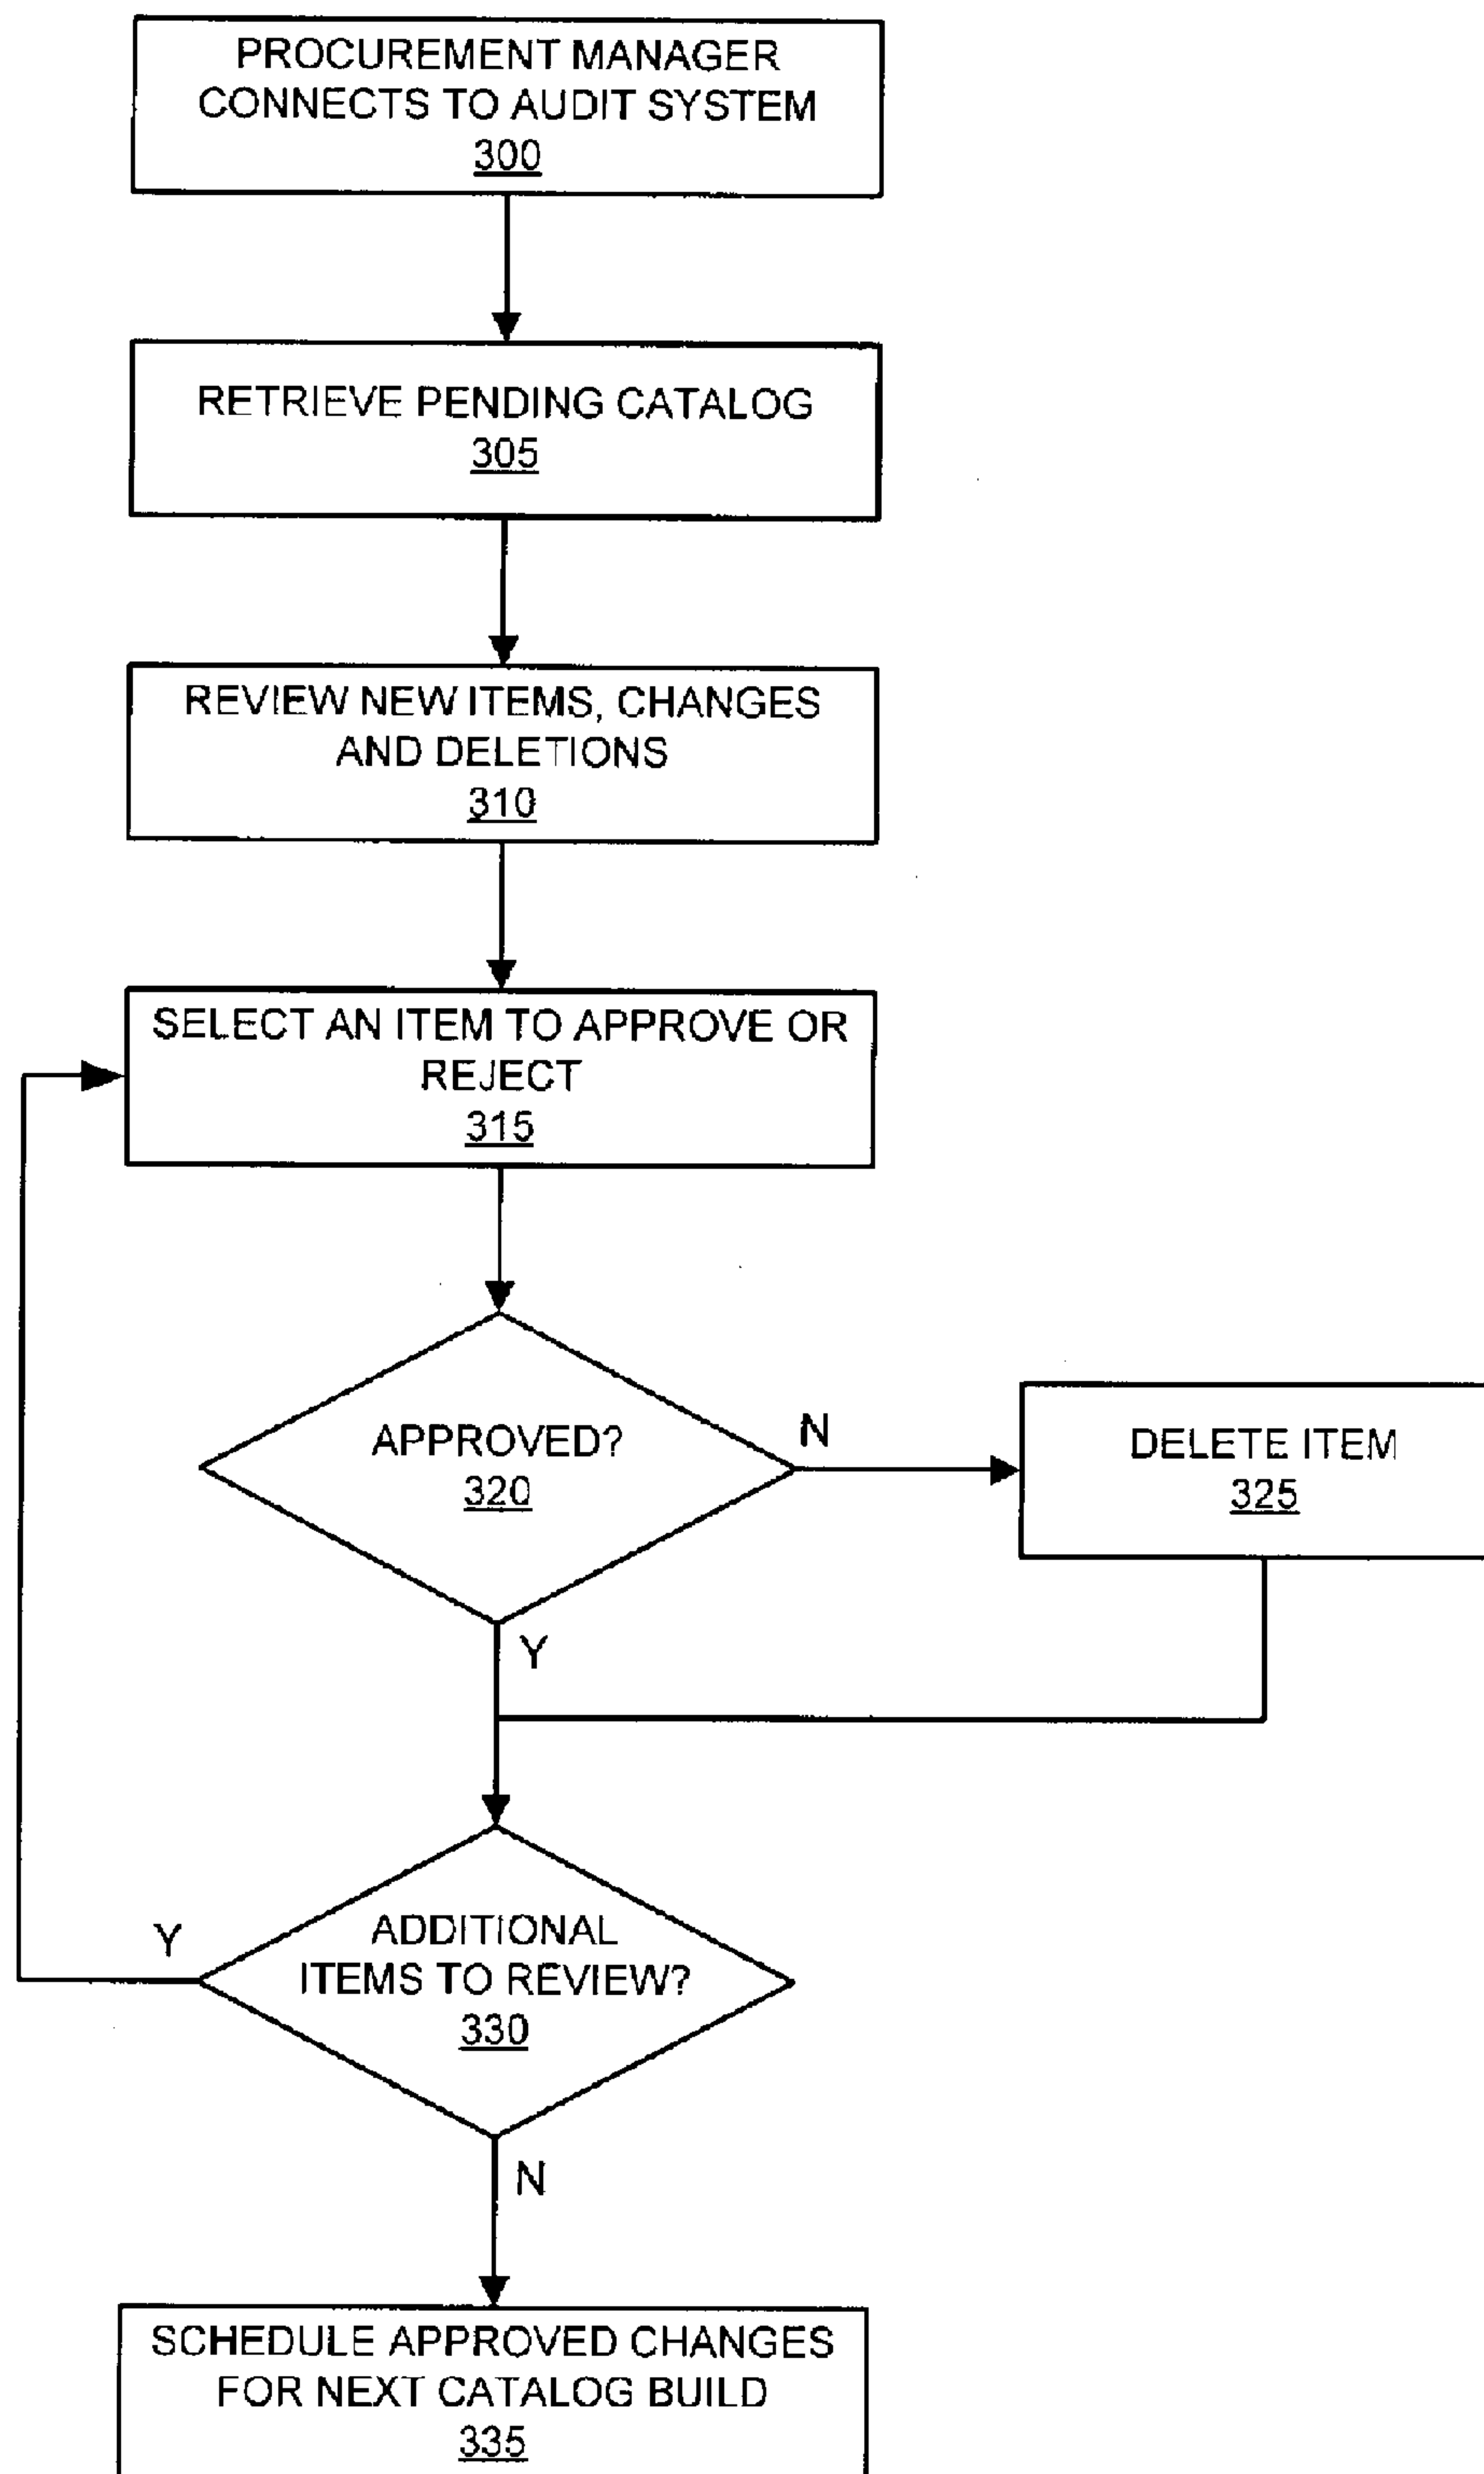 PROCUREMENT MANAGER
CONNECTS TO AUDIT SYSTEM
300
RETRIEVE PENDING CATALOG
305
REVIEW NEW ITEMS, CHANGES
AND DELETIONS
310
SELECT AN ITEM TO APPROVE OR
REJECT
315
APPROVED?
320
N
DELETE ITEM
325
Y
Y
ADDITIONAL
ITEMS TO REVIEW?
330
N
SCHEDULE APPROVED CHANGES
FOR NEXT CATALOG BUILD
335